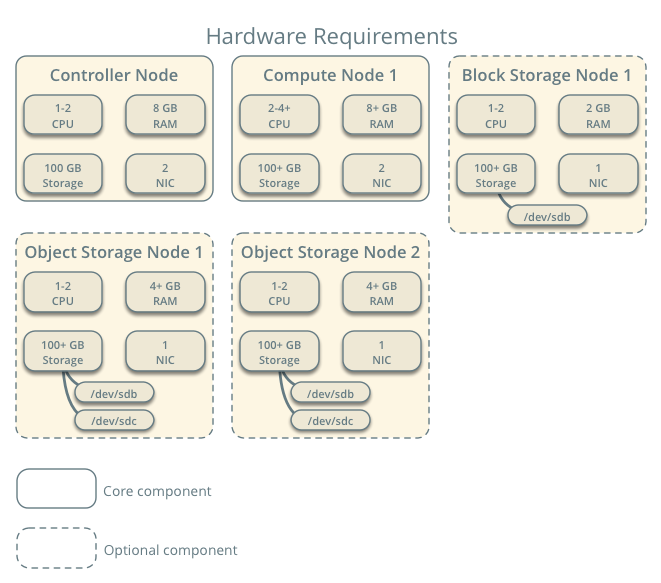 Hardware Requirements
Controller Node
1-2
CPU
8 GB
RAM
100 GB
Storage
2
NIC
Compute Node 1
2-4+
CPU
8+ GB
RAM
100+ GB
Storage
2
NIC
Block Storage Node 1
1-2
CPU
2 GB
RAM
100+ GB
Storage
1
NIC
/dev/sdb
Object Storage Node 1
1-2
CPU
4+ GB
RAM
100+ GB
Storage
1
NIC
/dev/sdb
/dev/sdc
Object Storage Node 2
1-2
CPU
4+ GB
RAM
100+ GB
Storage
1
NIC
/dev/sdb
/dev/sdc
Core component
Optional component